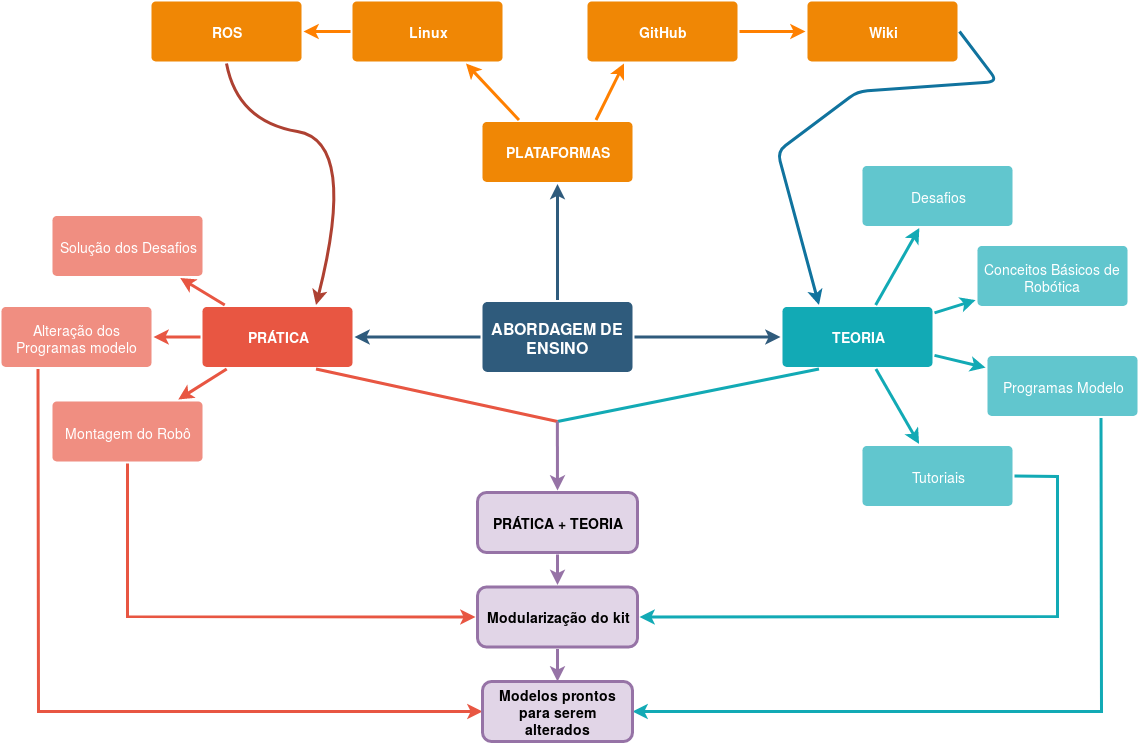 ROS
Linux
GitHub
Wiki
PLATAFORMAS
Desafios
Solução dos Desafios
Conceitos Básicos de
Robótica
Alteração dos
Programas modelo
PRÁTICA
ABORDAGEM DE
ENSINO
TEORIA
Programas Modelo
Montagem do Robô
Tutoriais
PRÁTICA + TEORIA
Modularização do kit
Modelos prontos
para serem
alterados